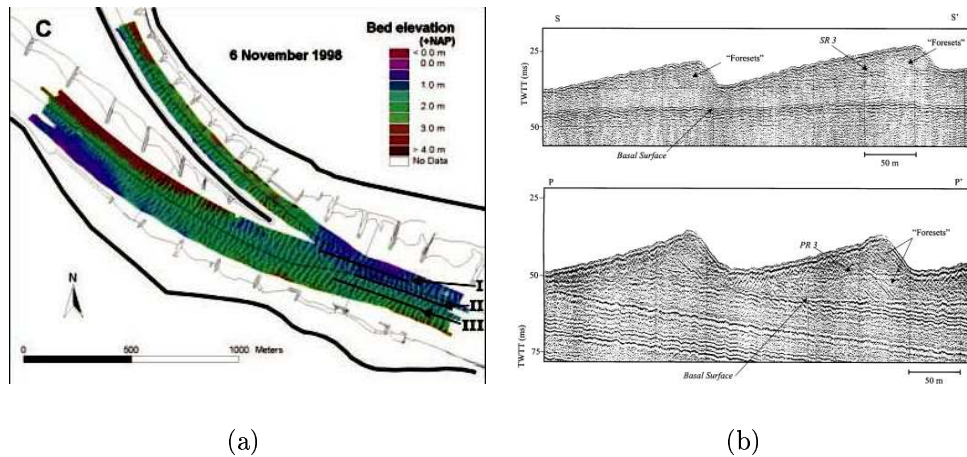 C
6 November 1998
Bed elevation
(+NAP)
< 0.0 m
0.0 m
1.0 m
2.0 m
3.0 m
> 4.0 m
No Data
I
II
III
N
0 500 1000 Meters
(a)
S S'
SR 3
"Foresets"
"Foresets"
TWTT (ms)
25
50
Basal Surface
50 m
P P'
PR 3
"Foresets"
TWTT (ms)
50
75
Basal Surface
50 m
(b)